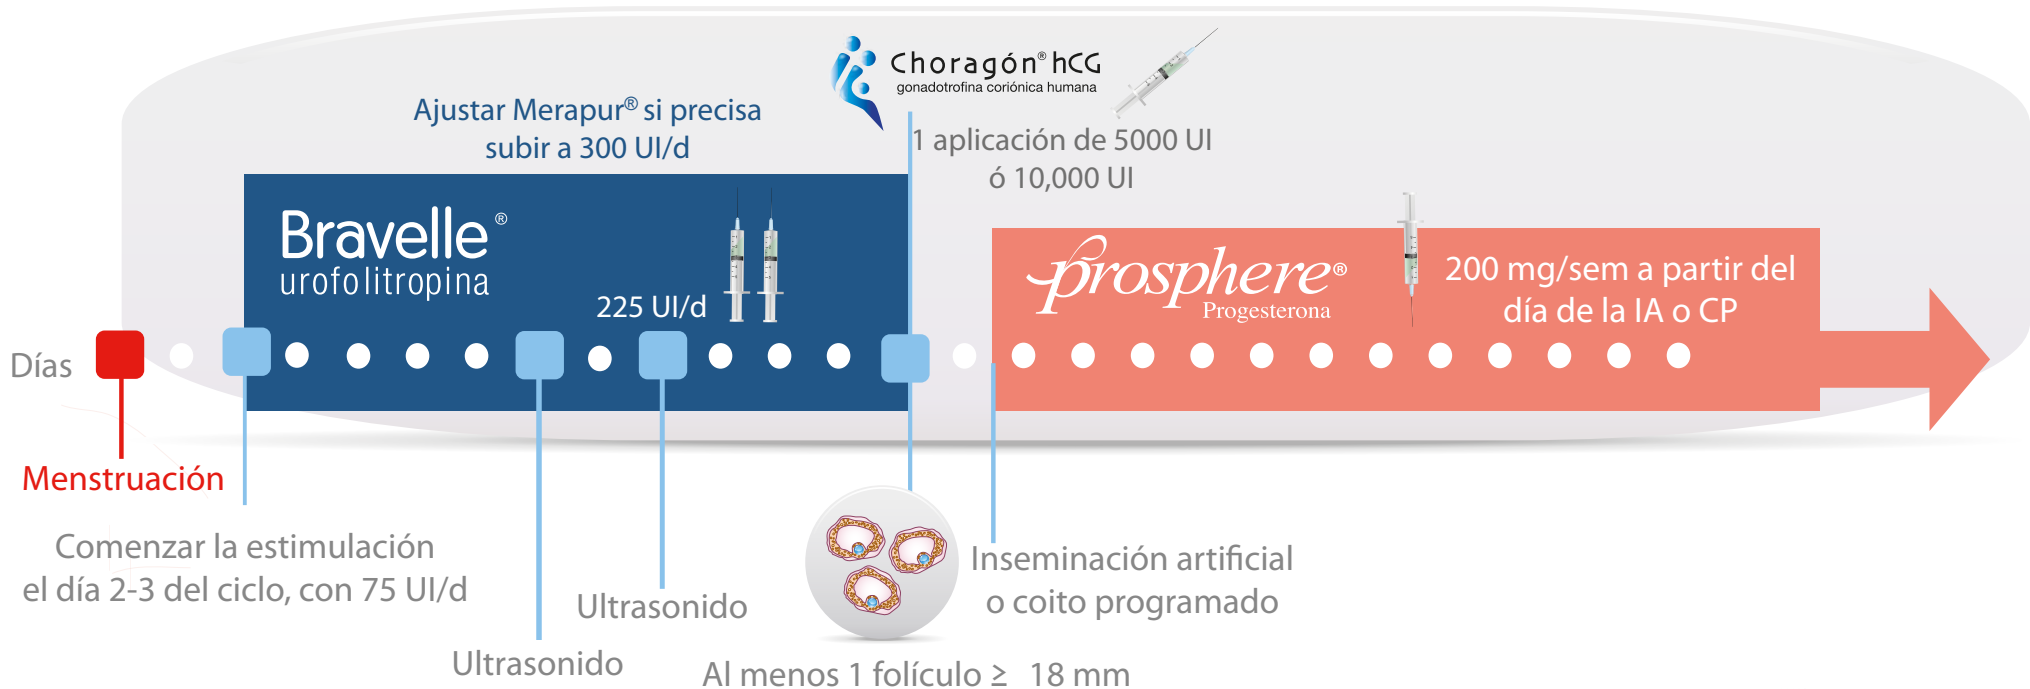 Choragón® hCG
gonadotrofina coriónica humana
Ajustar Merapur® si precisa
subir a 300 UI/d
1 aplicación de 5000 UI
ó 10,000 UI
Bravelle®
urofolitropina
225 UI/d
prosphere®
Progesterona
200 mg/sem a partir del
día de la IA o CP
Días
Menstruación
Comenzar la estimulación
el día 2-3 del ciclo, con 75 UI/d
Ultrasonido
Ultrasonido
Inseminación artificial
o coito programado
Al menos 1 folículo ≥ 18 mm